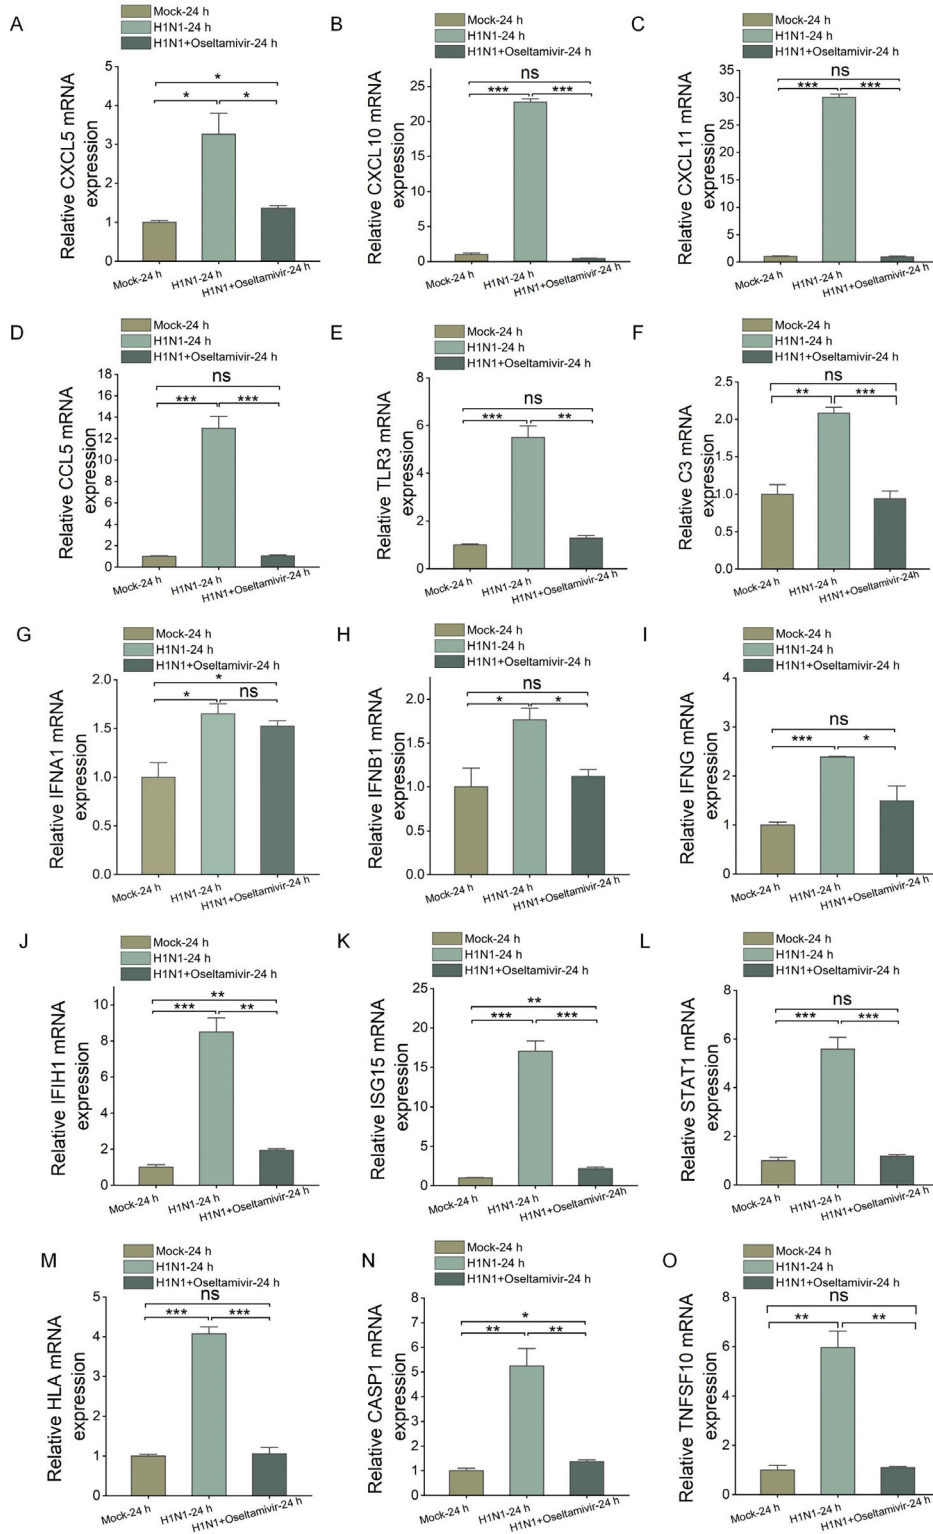 A
Mock-24 h
H1N1-24 h
H1N1+Oseltamivir-24 h
Relative CXCL5 mRNA
expression
5
4
3
2
1
0
*
*
*
Mock-24 h
H1N1-24 h
H1N1+Oseltamivir-24 h
B
Mock-24 h
H1N1-24 h
H1N1+Oseltamivir-24 h
Relative CXCL10 mRNA
expression
25
20
15
10
5
0
ns
***
***
Mock-24 h
H1N1-24 h
H1N1+Oseltamivir-24 h
C
Mock-24 h
H1N1-24 h
H1N1+Oseltamivir-24 h
Relative CXCL11 mRNA
expression
35
30
25
20
15
10
5
0
ns
***
***
Mock-24 h
H1N1-24 h
H1N1+Oseltamivir-24 h
D
Mock-24 h
H1N1-24 h
H1N1+Oseltamivir-24 h
Relative CCL5 mRNA
expression
18
16
14
12
10
8
6
4
2
0
ns
***
***
Mock-24 h
H1N1-24 h
H1N1+Oseltamivir-24 h
E
Mock-24 h
H1N1-24 h
H1N1+Oseltamivir-24 h
Relative TLR3 mRNA
expression
8
6
4
2
0
ns
***
**
Mock-24 h
H1N1-24 h
H1N1+Oseltamivir-24 h
F
Mock-24 h
H1N1-24 h
H1N1+Oseltamivir-24 h
Relative C3 mRNA
expression
2.5
2.0
1.5
1.0
0.5
0.0
ns
**
***
Mock-24 h
H1N1-24 h
H1N1+Oseltamivir-24h
G
Mock-24 h
H1N1-24 h
H1N1+Oseltamivir-24 h
Relative IFNA1 mRNA
expression
2.0
1.5
1.0
0.5
0.0
*
*
ns
Mock-24 h
H1N1-24 h
H1N1+Oseltamivir-24 h
H
Mock-24 h
H1N1-24 h
H1N1+Oseltamivir-24 h
Relative IFNB1 mRNA
expression
2.0
1.5
1.0
0.5
0.0
ns
*
*
Mock-24 h
H1N1-24 h
H1N1+Oseltamivir-24 h
I
Mock-24 h
H1N1-24 h
H1N1+Oseltamivir-24 h
Relative IFNG mRNA
expression
4
3
2
1
0
ns
***
*
Mock-24 h
H1N1-24 h
H1N1+Oseltamivir-24 h
J
Mock-24 h
H1N1-24 h
H1N1+Oseltamivir-24 h
Relative IFIH1 mRNA
expression
10
8
6
4
2
0
**
***
**
Mock-24 h
H1N1-24 h
H1N1+Oseltamivir-24 h
K
Mock-24 h
H1N1-24 h
H1N1+Oseltamivir-24 h
Relative ISG15 mRNA
expression
25
20
15
10
5
0
**
***
***
Mock-24 h
H1N1-24 h
H1N1+Oseltamivir-24h
L
Mock-24 h
H1N1-24 h
H1N1+Oseltamivir-24 h
Relative STAT1 mRNA
expression
8
6
4
2
0
ns
***
***
Mock-24 h
H1N1-24 h
H1N1+Oseltamivir-24 h
M
Mock-24 h
H1N1-24 h
H1N1+Oseltamivir-24 h
Relative HLA mRNA
expression
5
4
3
2
1
0
ns
***
***
Mock-24 h
H1N1-24 h
H1N1+Oseltamivir-24 h
N
Mock-24 h
H1N1-24 h
H1N1+Oseltamivir-24 h
Relative CASP1 mRNA
expression
8
7
6
5
4
3
2
1
0
*
**
**
Mock-24 h
H1N1-24 h
H1N1+Oseltamivir-24 h
O
Mock-24 h
H1N1-24 h
H1N1+Oseltamivir-24 h
Relative TNFSF10 mRNA
expression
8
6
4
2
0
ns
**
**
Mock-24 h
H1N1-24 h
H1N1+Oseltamivir-24 h